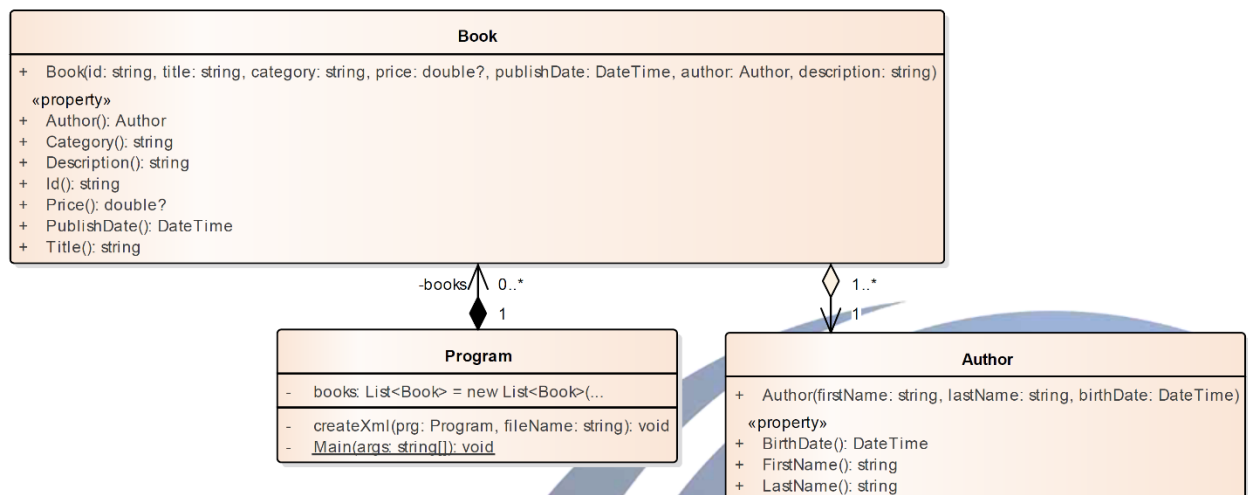 Book
+ Book(id: string, title: string, category: string, price: double?, publishDate: DateTime, author: Author, description: string)
«property»
+ Author(): Author
+ Category(): string
+ Description(): string
+ Id(): string
+ Price(): double?
+ PublishDate(): DateTime
+ Title(): string
-books 0..*
1
1..*
1
Program
- books: List<Book> = new List<Book>(...
- createXml(prg: Program, fileName: string): void
- Main(args: string[]): void
Author
+ Author(firstName: string, lastName: string, birthDate: DateTime)
«property»
+ BirthDate(): DateTime
+ FirstName(): string
+ LastName(): string